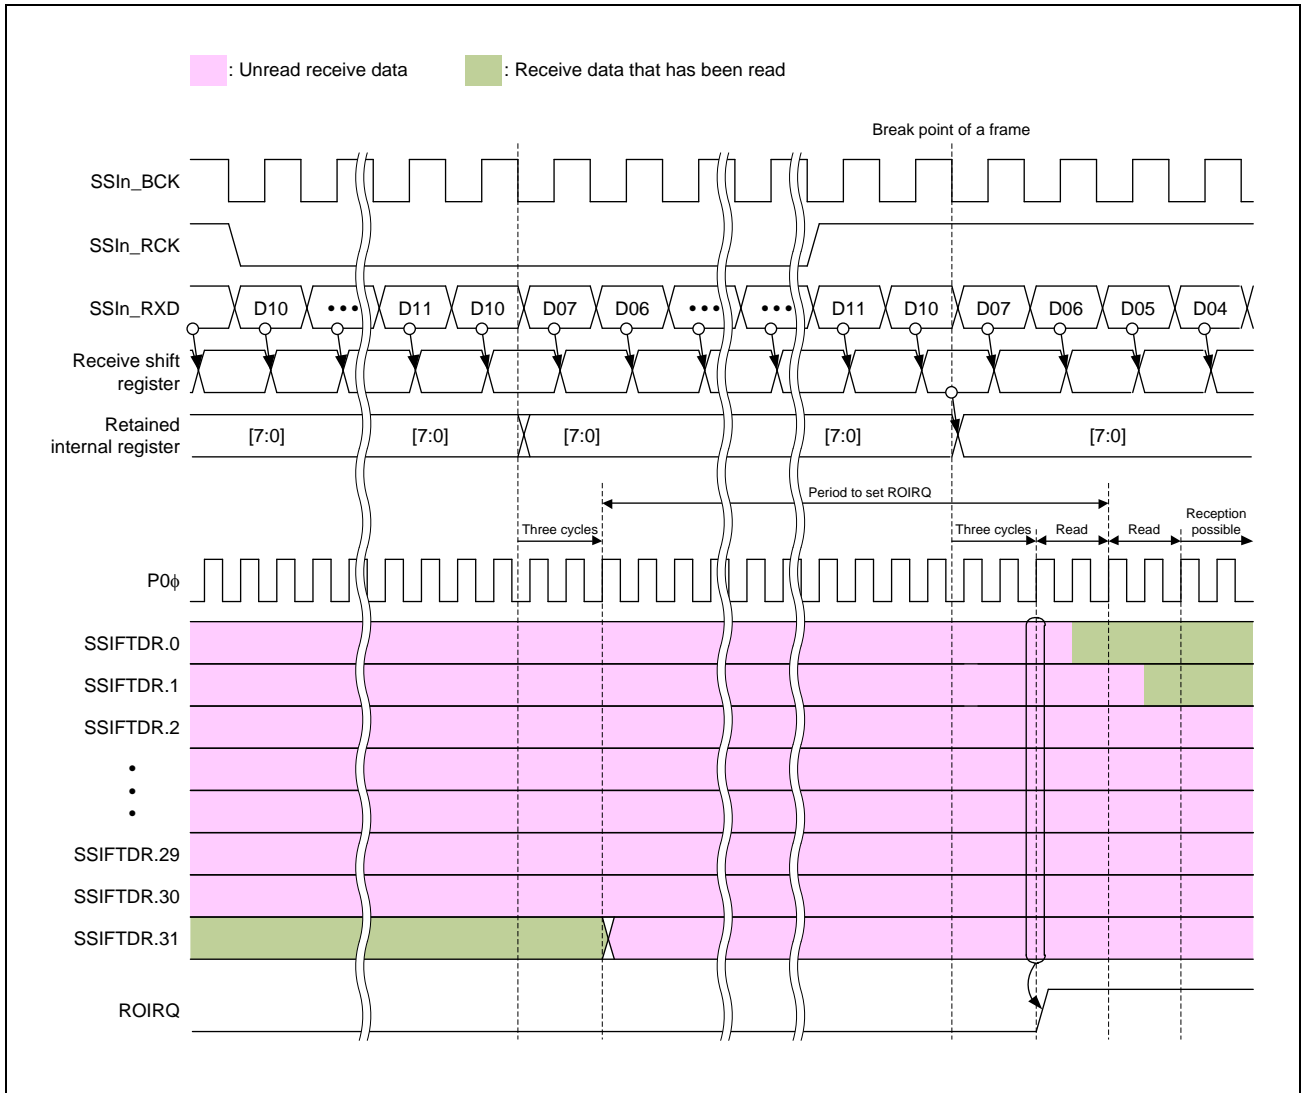 : Unread receive data
: Receive data that has been read
Break point of a frame
SSIn_BCK
SSIn_RCK
SSIn_RXD
D10 ••• D11 D10 D07 D06 ••• ••• D11 D10 D07 D06 D05 D04
Receive shift
register
Retained
internal register
[7:0] [7:0] [7:0] [7:0] [7:0]
Period to set ROIRQ
Three cycles
Three cycles
Read
Read
Reception
possible
P0ϕ
SSIFTDR.0
SSIFTDR.1
SSIFTDR.2
•
•
•
SSIFTDR.29
SSIFTDR.30
SSIFTDR.31
ROIRQ